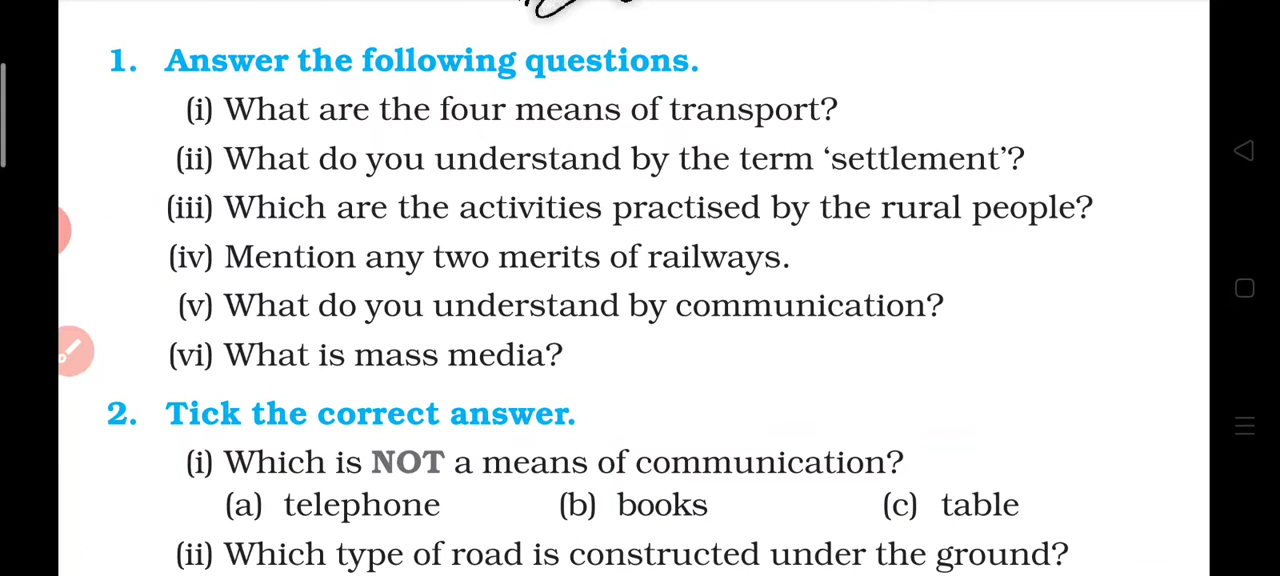 1. Answer the following questions.
(i) What are the four means of transport?
(ii) What do you understand by the term ‘settlement’?
(iii) Which are the activities practised by the rural people?
(iv) Mention any two merits of railways.
(v) What do you understand by communication?
(vi) What is mass media?
2. Tick the correct answer.
(i) Which is NOT a means of communication?
(a) telephone (b) books (c) table
(ii) Which type of road is constructed under the ground?